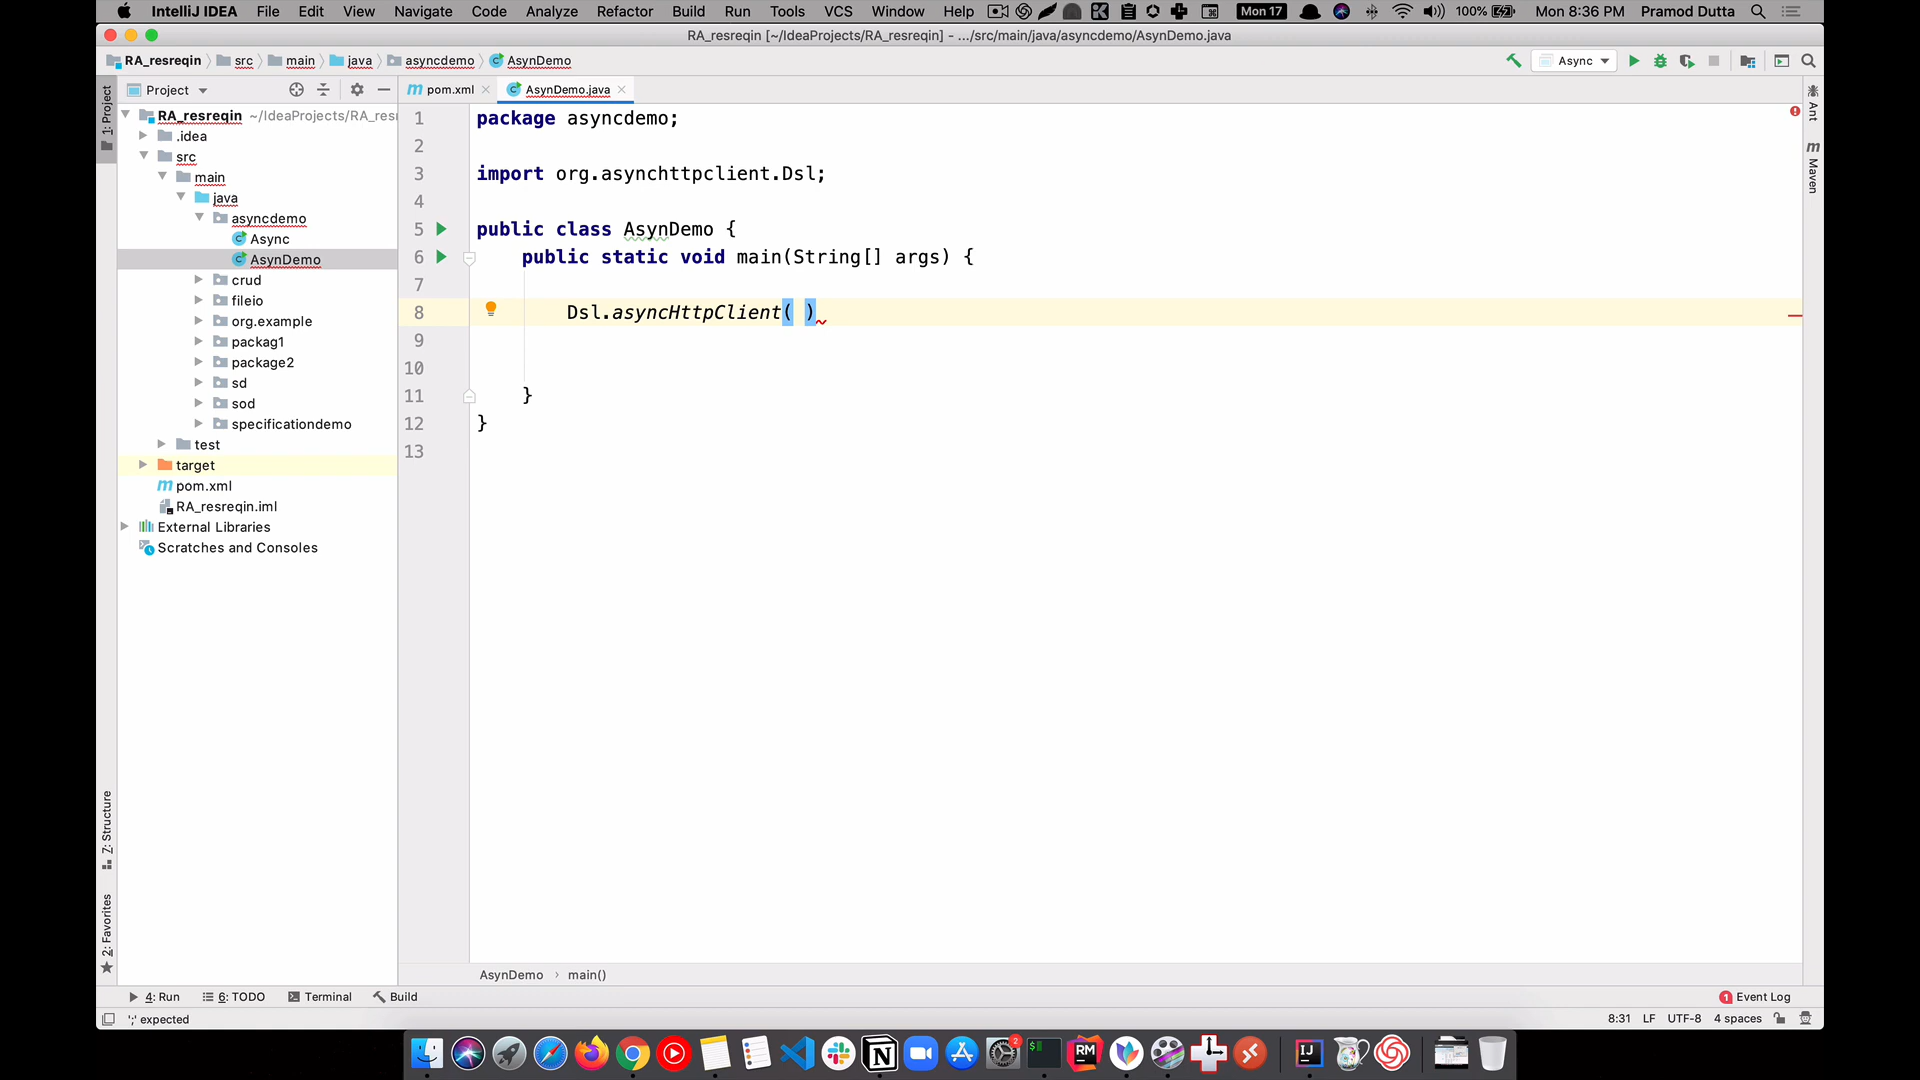 IntelliJ IDEA File Edit View Navigate Code Analyze Refactor Build Run Tools VCS Window Help Mon 17 100% Mon 8:36 PM Pramod Dutta
RA_resreqin [~/IdeaProjects/RA_resreqin] - .../src/main/java/asyncdemo/AsynDemo.java
RA_resreqin src main java asyncdemo AsynDemo Async
Project
pom.xml
AsynDemo.java
1: Project
RA_resreqin ~/IdeaProjects/RA_res
.idea
src
main
java
asyncdemo
Async
AsynDemo
crud
fileio
org.example
packag1
package2
sd
sod
specificationdemo
test
target
pom.xml
RA_resreqin.iml
External Libraries
Scratches and Consoles
7: Structure
2: Favorites
1 package asyncdemo;
2
3 import org.asynchttpclient.Dsl;
4
5 public class AsynDemo {
6 public static void main(String[] args) {
7
8 Dsl.asyncHttpClient( )
9
10
11 }
12 }
13
Ant
Maven
AsynDemo › main()
4: Run 6: TODO Terminal Build
1 Event Log
';' expected
8:31 LF UTF-8 4 spaces
2
$
RM
IJ